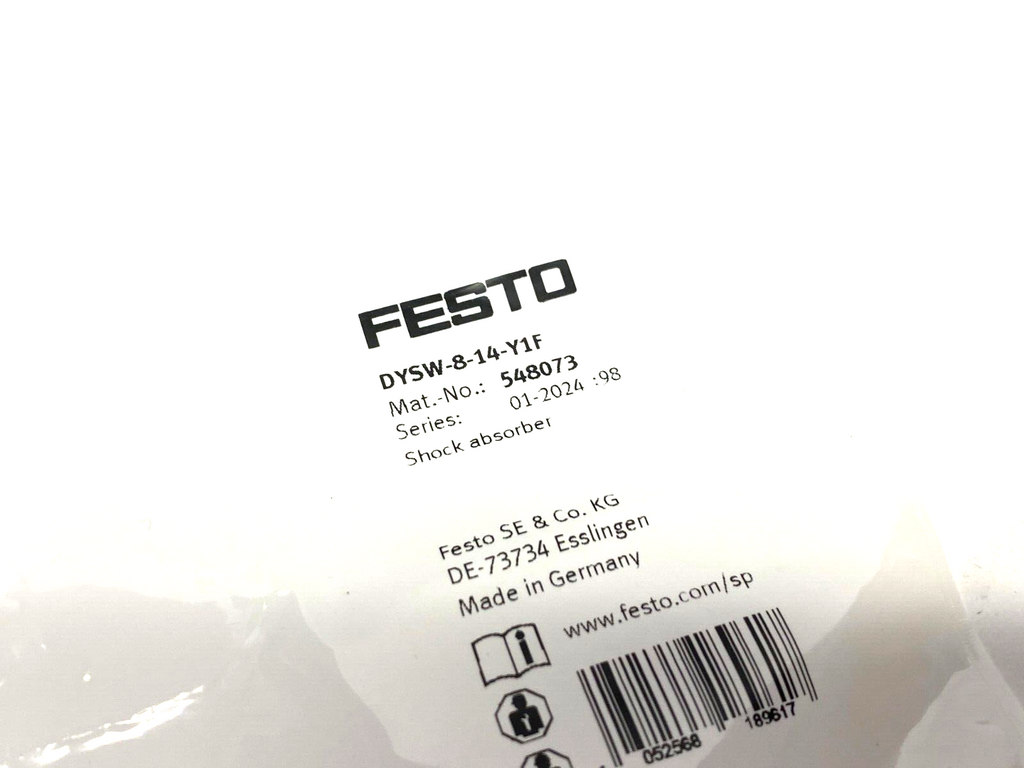 FESTO
DYSW-8-14-Y1F
Mat.-No.: 548073
Series: 01-2024 :98
Shock absorber
Festo SE & Co. KG
DE-73734 Esslingen
Made in Germany
www.festo.com/sp
052568 189617